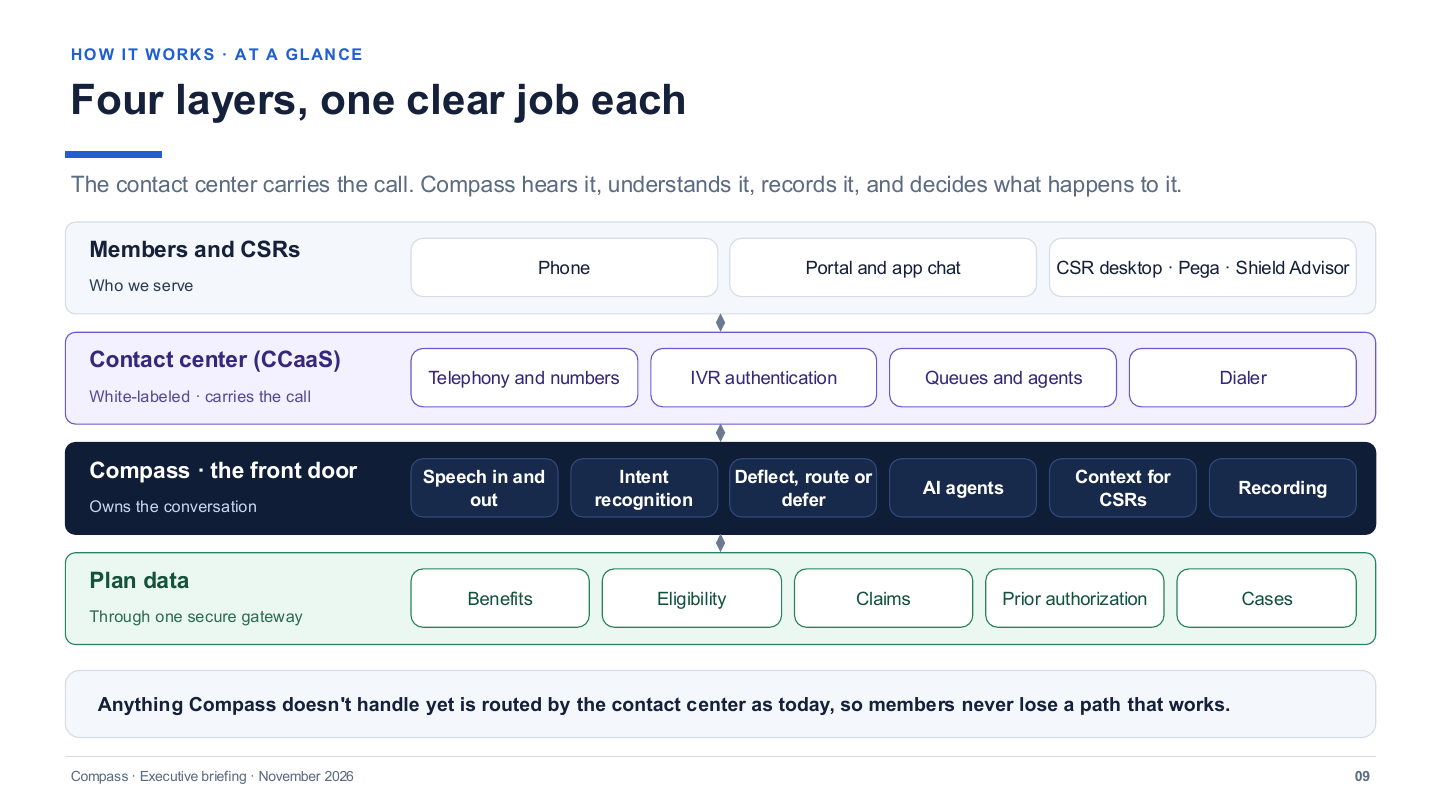 HOW IT WORKS · AT A GLANCE
Four layers, one clear job each
The contact center carries the call. Compass hears it, understands it, records it, and decides what happens to it.
Members and CSRs
Who we serve
Phone
Portal and app chat
CSR desktop · Pega · Shield Advisor
Contact center (CCaaS)
White-labeled · carries the call
Telephony and numbers
IVR authentication
Queues and agents
Dialer
Compass · the front door
Owns the conversation
Speech in and
out
Intent
recognition
Deflect, route or
defer
AI agents
Context for
CSRs
Recording
Plan data
Through one secure gateway
Benefits
Eligibility
Claims
Prior authorization
Cases
Anything Compass doesn't handle yet is routed by the contact center as today, so members never lose a path that works.
Compass · Executive briefing · November 2026
09